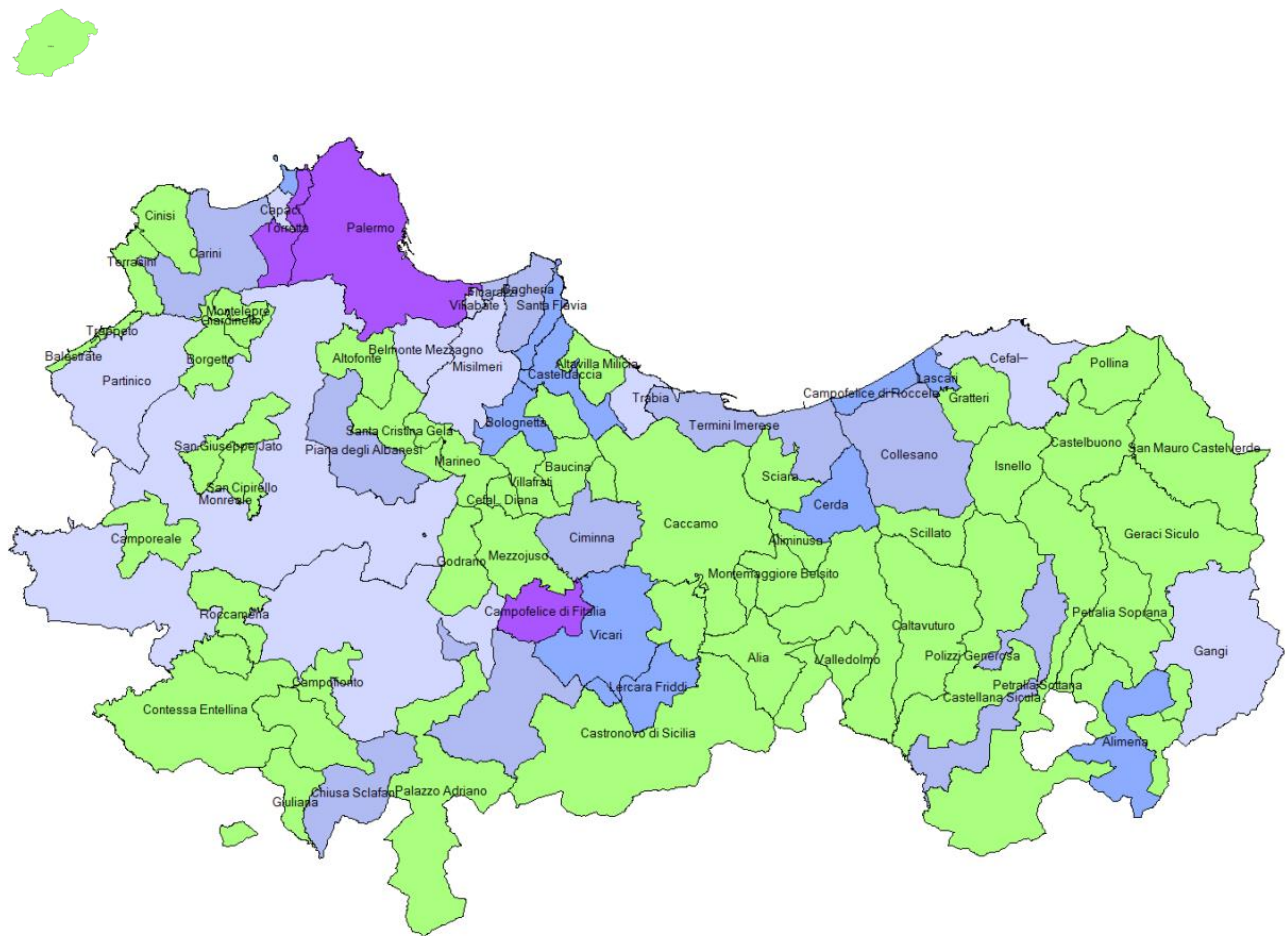 Cinisi
Capaci
Torretta
Palermo
Carini
Terrasini
Ficarazzi
Bagheria
Villabate
Santa Flavia
Montelepre
Giardinello
Trappeto
Balestrate
Borgetto
Partinico
Altofonte
Belmonte Mezzagno
Misilmeri
Altavilla Milicia
Casteldaccia
Cefal
Pollina
Lascari
Campofelice di Roccella
Gratteri
Trabia
Termini Imerese
Bolognetta
Santa Cristina Gela
San Giuseppe Jato
Piana degli Albanesi
Marineo
Baucina
Villafrati
San Cipirello
Monreale
Cefal_Diana
Sciara
Collesano
Isnello
Castelbuono
San Mauro Castelverde
Cerda
Camporeale
Ciminna
Caccamo
Aliminusa
Scillato
Geraci Siculo
Godrano
Mezzojuso
Montemaggiore Belsito
Roccamena
Campofelice di Fitalia
Vicari
Caltavuturo
Petralia Soprana
Gangi
Polizzi Generosa
Alia
Valledolmo
Campofiorito
Lercara Friddi
Petralia Sottana
Castellana Sicula
Contessa Entellina
Castronovo di Sicilia
Alimena
Giuliana
Chiusa Sclafani
Palazzo Adriano